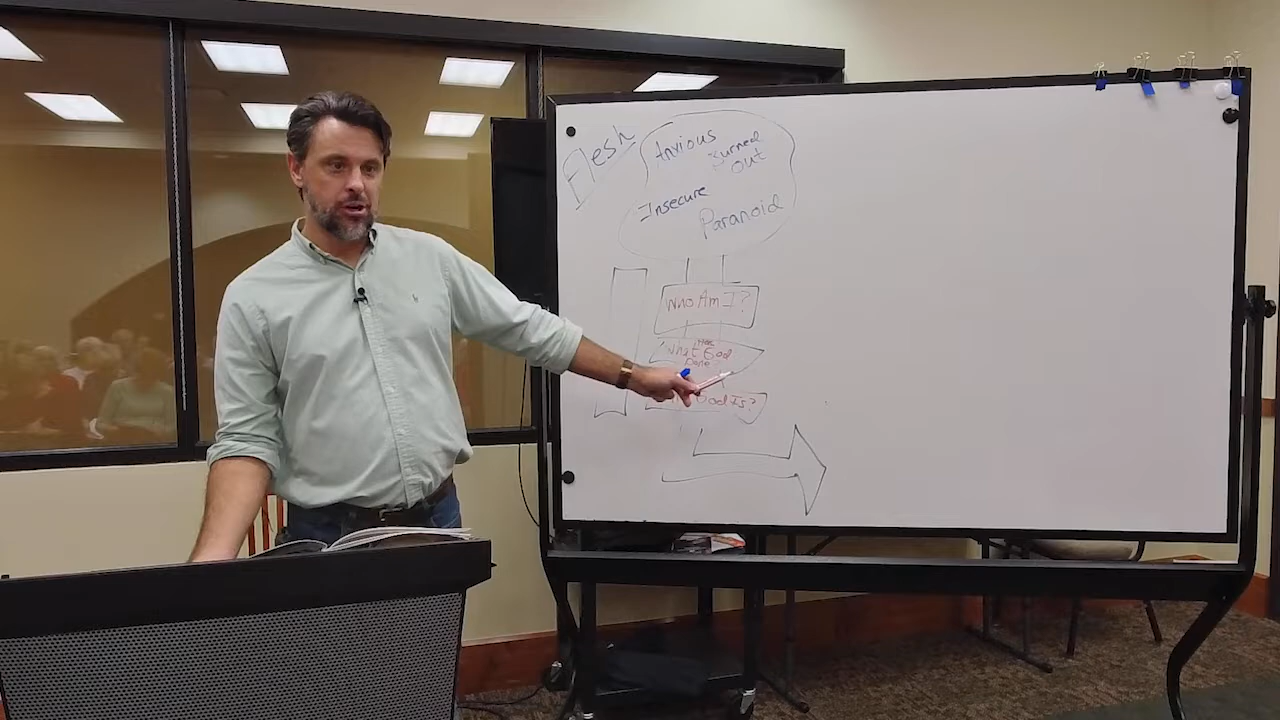 Flesh
Anxious
Burned
Out
Insecure
Paranoid
Who Am I?
Has
What God
Done
God Is?